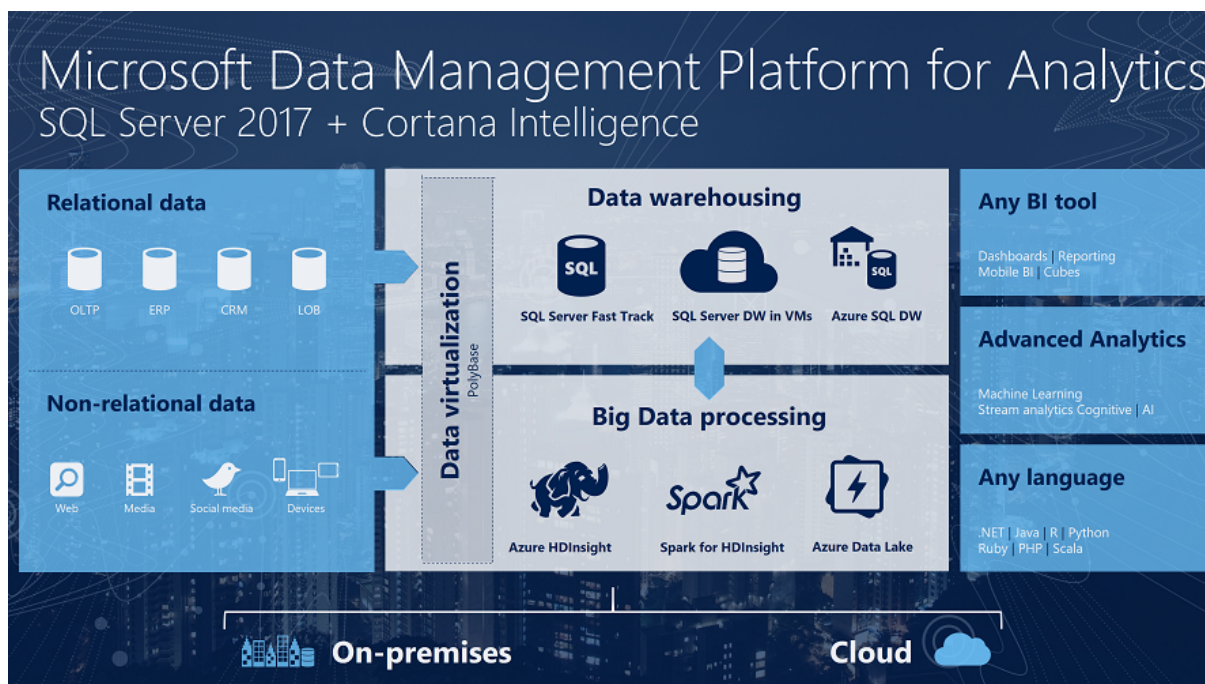 Microsoft Data Management Platform for Analytics
SQL Server 2017 + Cortana Intelligence
Relational data
OLTP
ERP
CRM
LOB
Non-relational data
Web
Media
Social media
Devices
Data virtualization
PolyBase
Data warehousing
SQL
SQL
SQL Server Fast Track
SQL Server DW in VMs
Azure SQL DW
Big Data processing
Spark
Azure HDInsight
Spark for HDInsight
Azure Data Lake
Any BI tool
Dashboards | Reporting
Mobile BI | Cubes
Advanced Analytics
Machine Learning
Stream analytics Cognitive | AI
Any language
.NET | Java | R | Python
Ruby | PHP | Scala
On-premises
Cloud